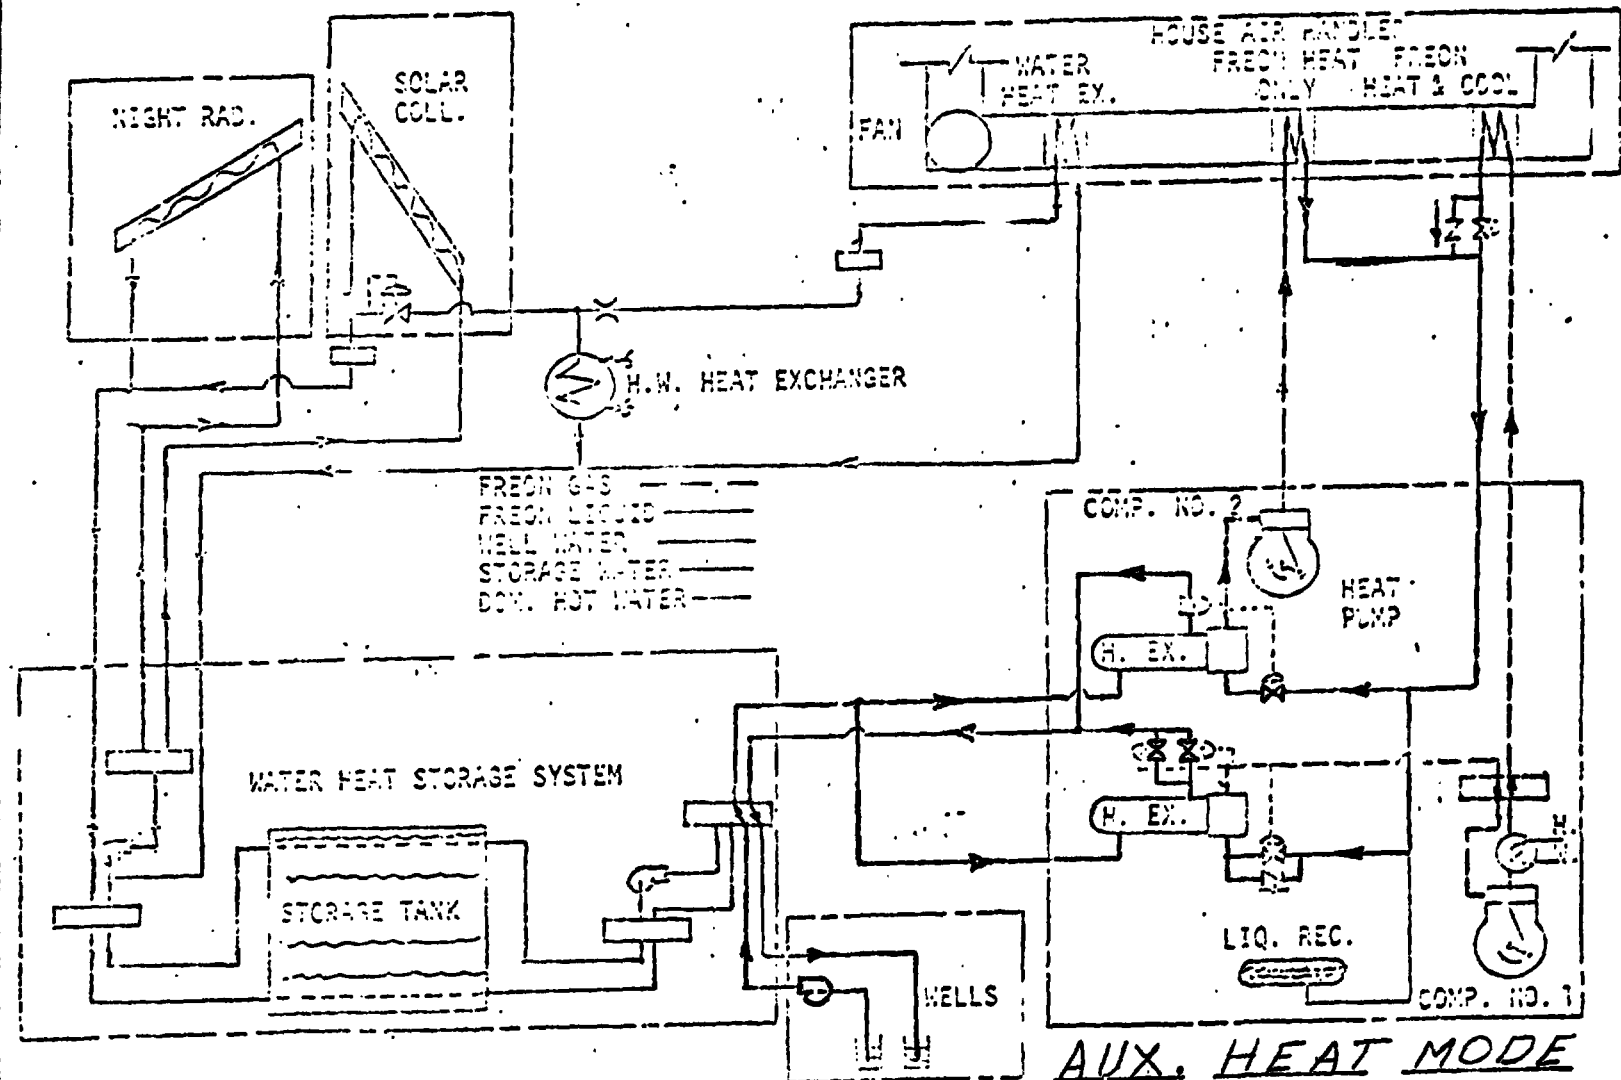 NIGHT RAD.
SOLAR
COLL.
HOUSE AIR HANDLER
WATER
HEAT EX.
FREON HEAT
ONLY
FREON
HEAT & COOL
FAN
H.W. HEAT EXCHANGER
FREON GAS
FREON LIQUID
WELL WATER
STORAGE WATER
DOM. HOT WATER
COMP. NO. 2
HEAT
PUMP
H. EX.
WATER HEAT STORAGE SYSTEM
H. EX.
STORAGE TANK
LIQ. REC.
WELLS
COMP. NO. 1
AUX. HEAT MODE